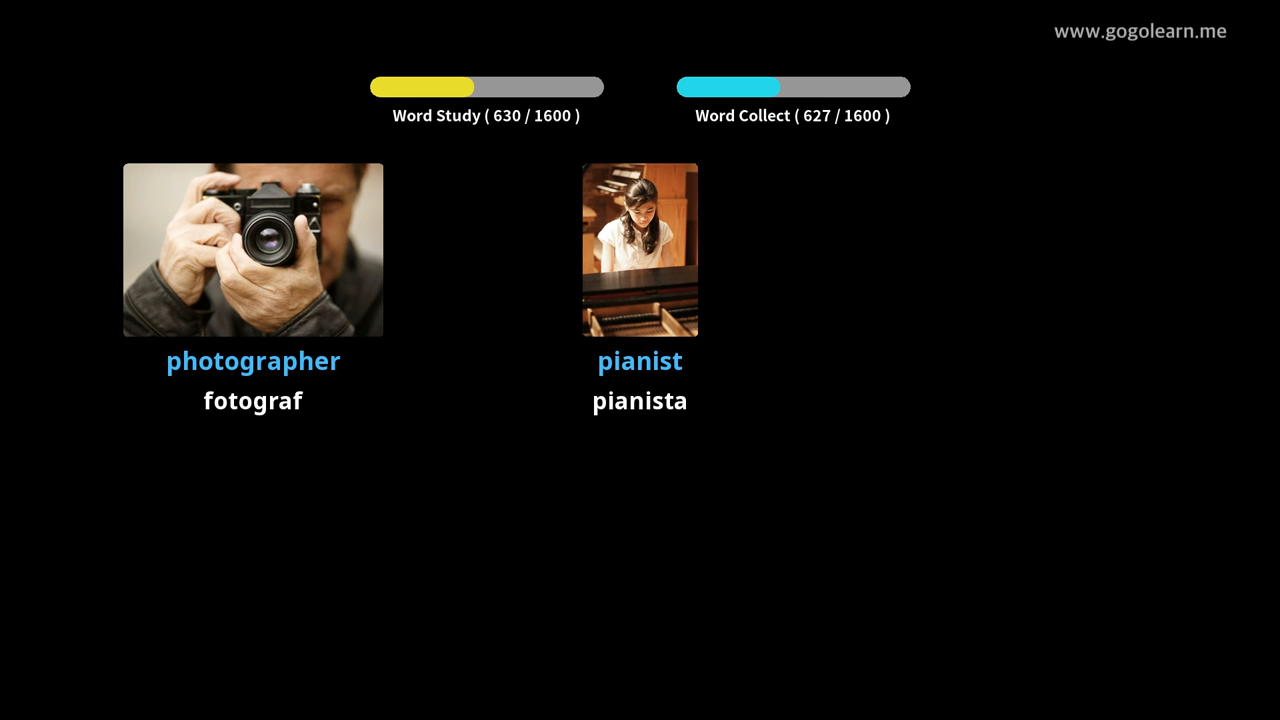 www.gogolearn.me
Word Study ( 630 / 1600 )
Word Collect ( 627 / 1600 )
photographer
fotograf
pianist
pianista